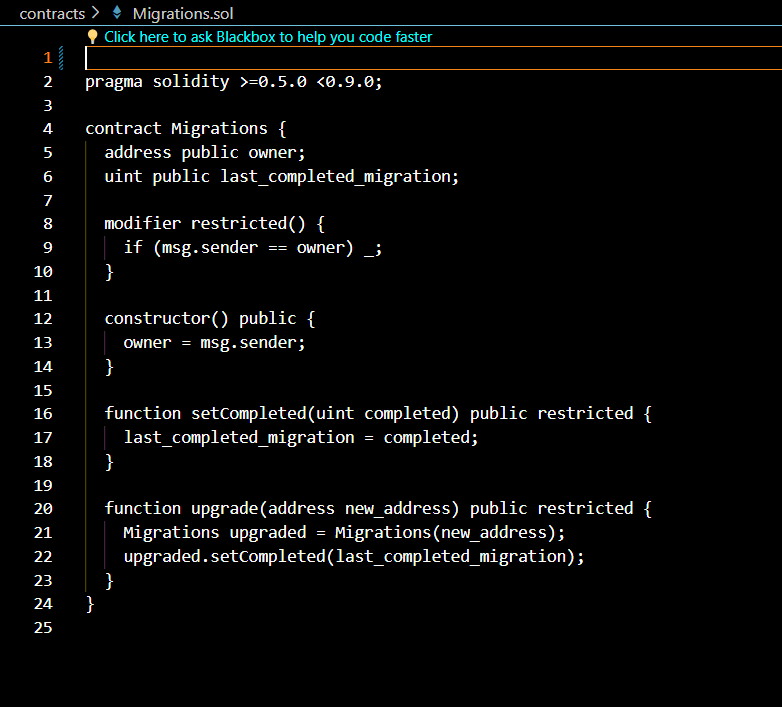 contracts > Migrations.sol
Click here to ask Blackbox to help you code faster
1
2 pragma solidity >=0.5.0 <0.9.0;
3
4 contract Migrations {
5   address public owner;
6   uint public last_completed_migration;
7
8   modifier restricted() {
9     if (msg.sender == owner) _;
10   }
11
12   constructor() public {
13     owner = msg.sender;
14   }
15
16   function setCompleted(uint completed) public restricted {
17     last_completed_migration = completed;
18   }
19
20   function upgrade(address new_address) public restricted {
21     Migrations upgraded = Migrations(new_address);
22     upgraded.setCompleted(last_completed_migration);
23   }
24 }
25